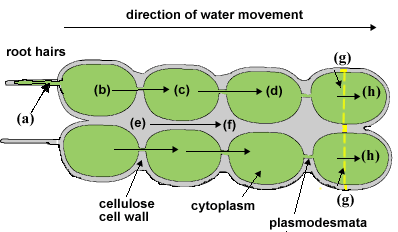 direction of water movement
root hairs
(g)
(b) (c) (d) (h)
(a)
(e) (f)
(h)
cellulose
cell wall
cytoplasm
(g)
plasmodesmata